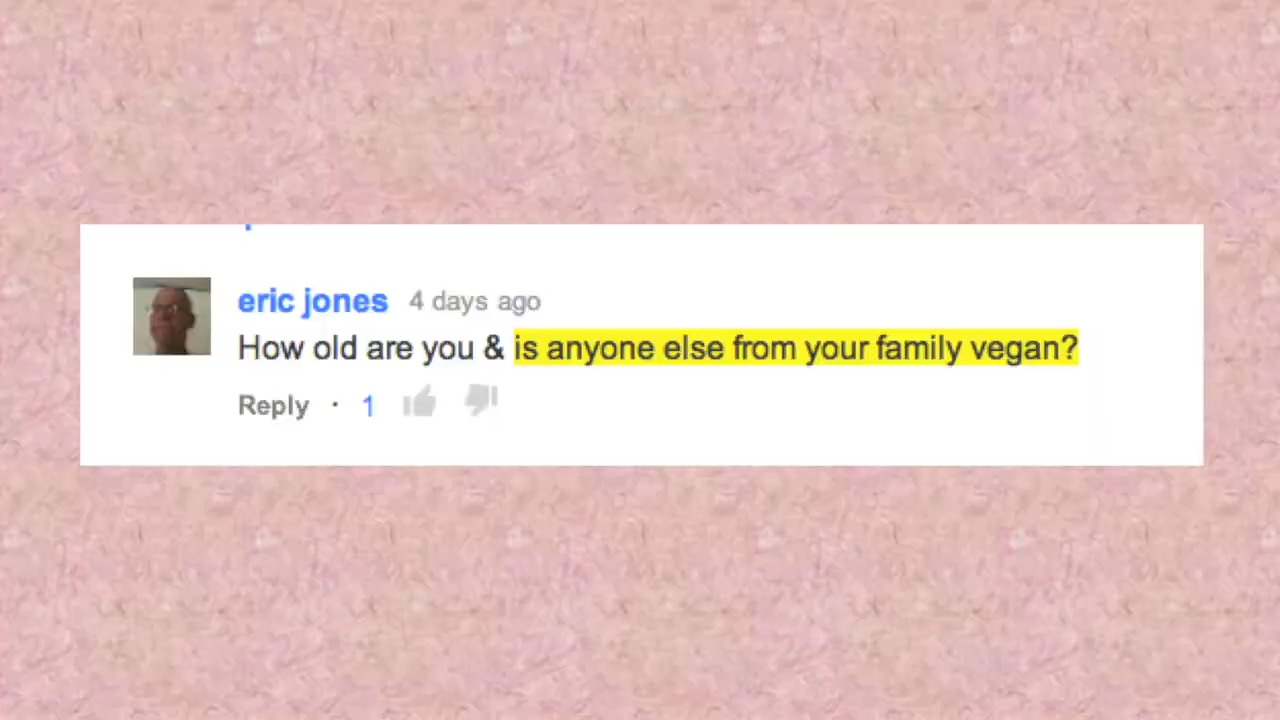 eric jones 4 days ago
How old are you & is anyone else from your family vegan?
Reply · 1